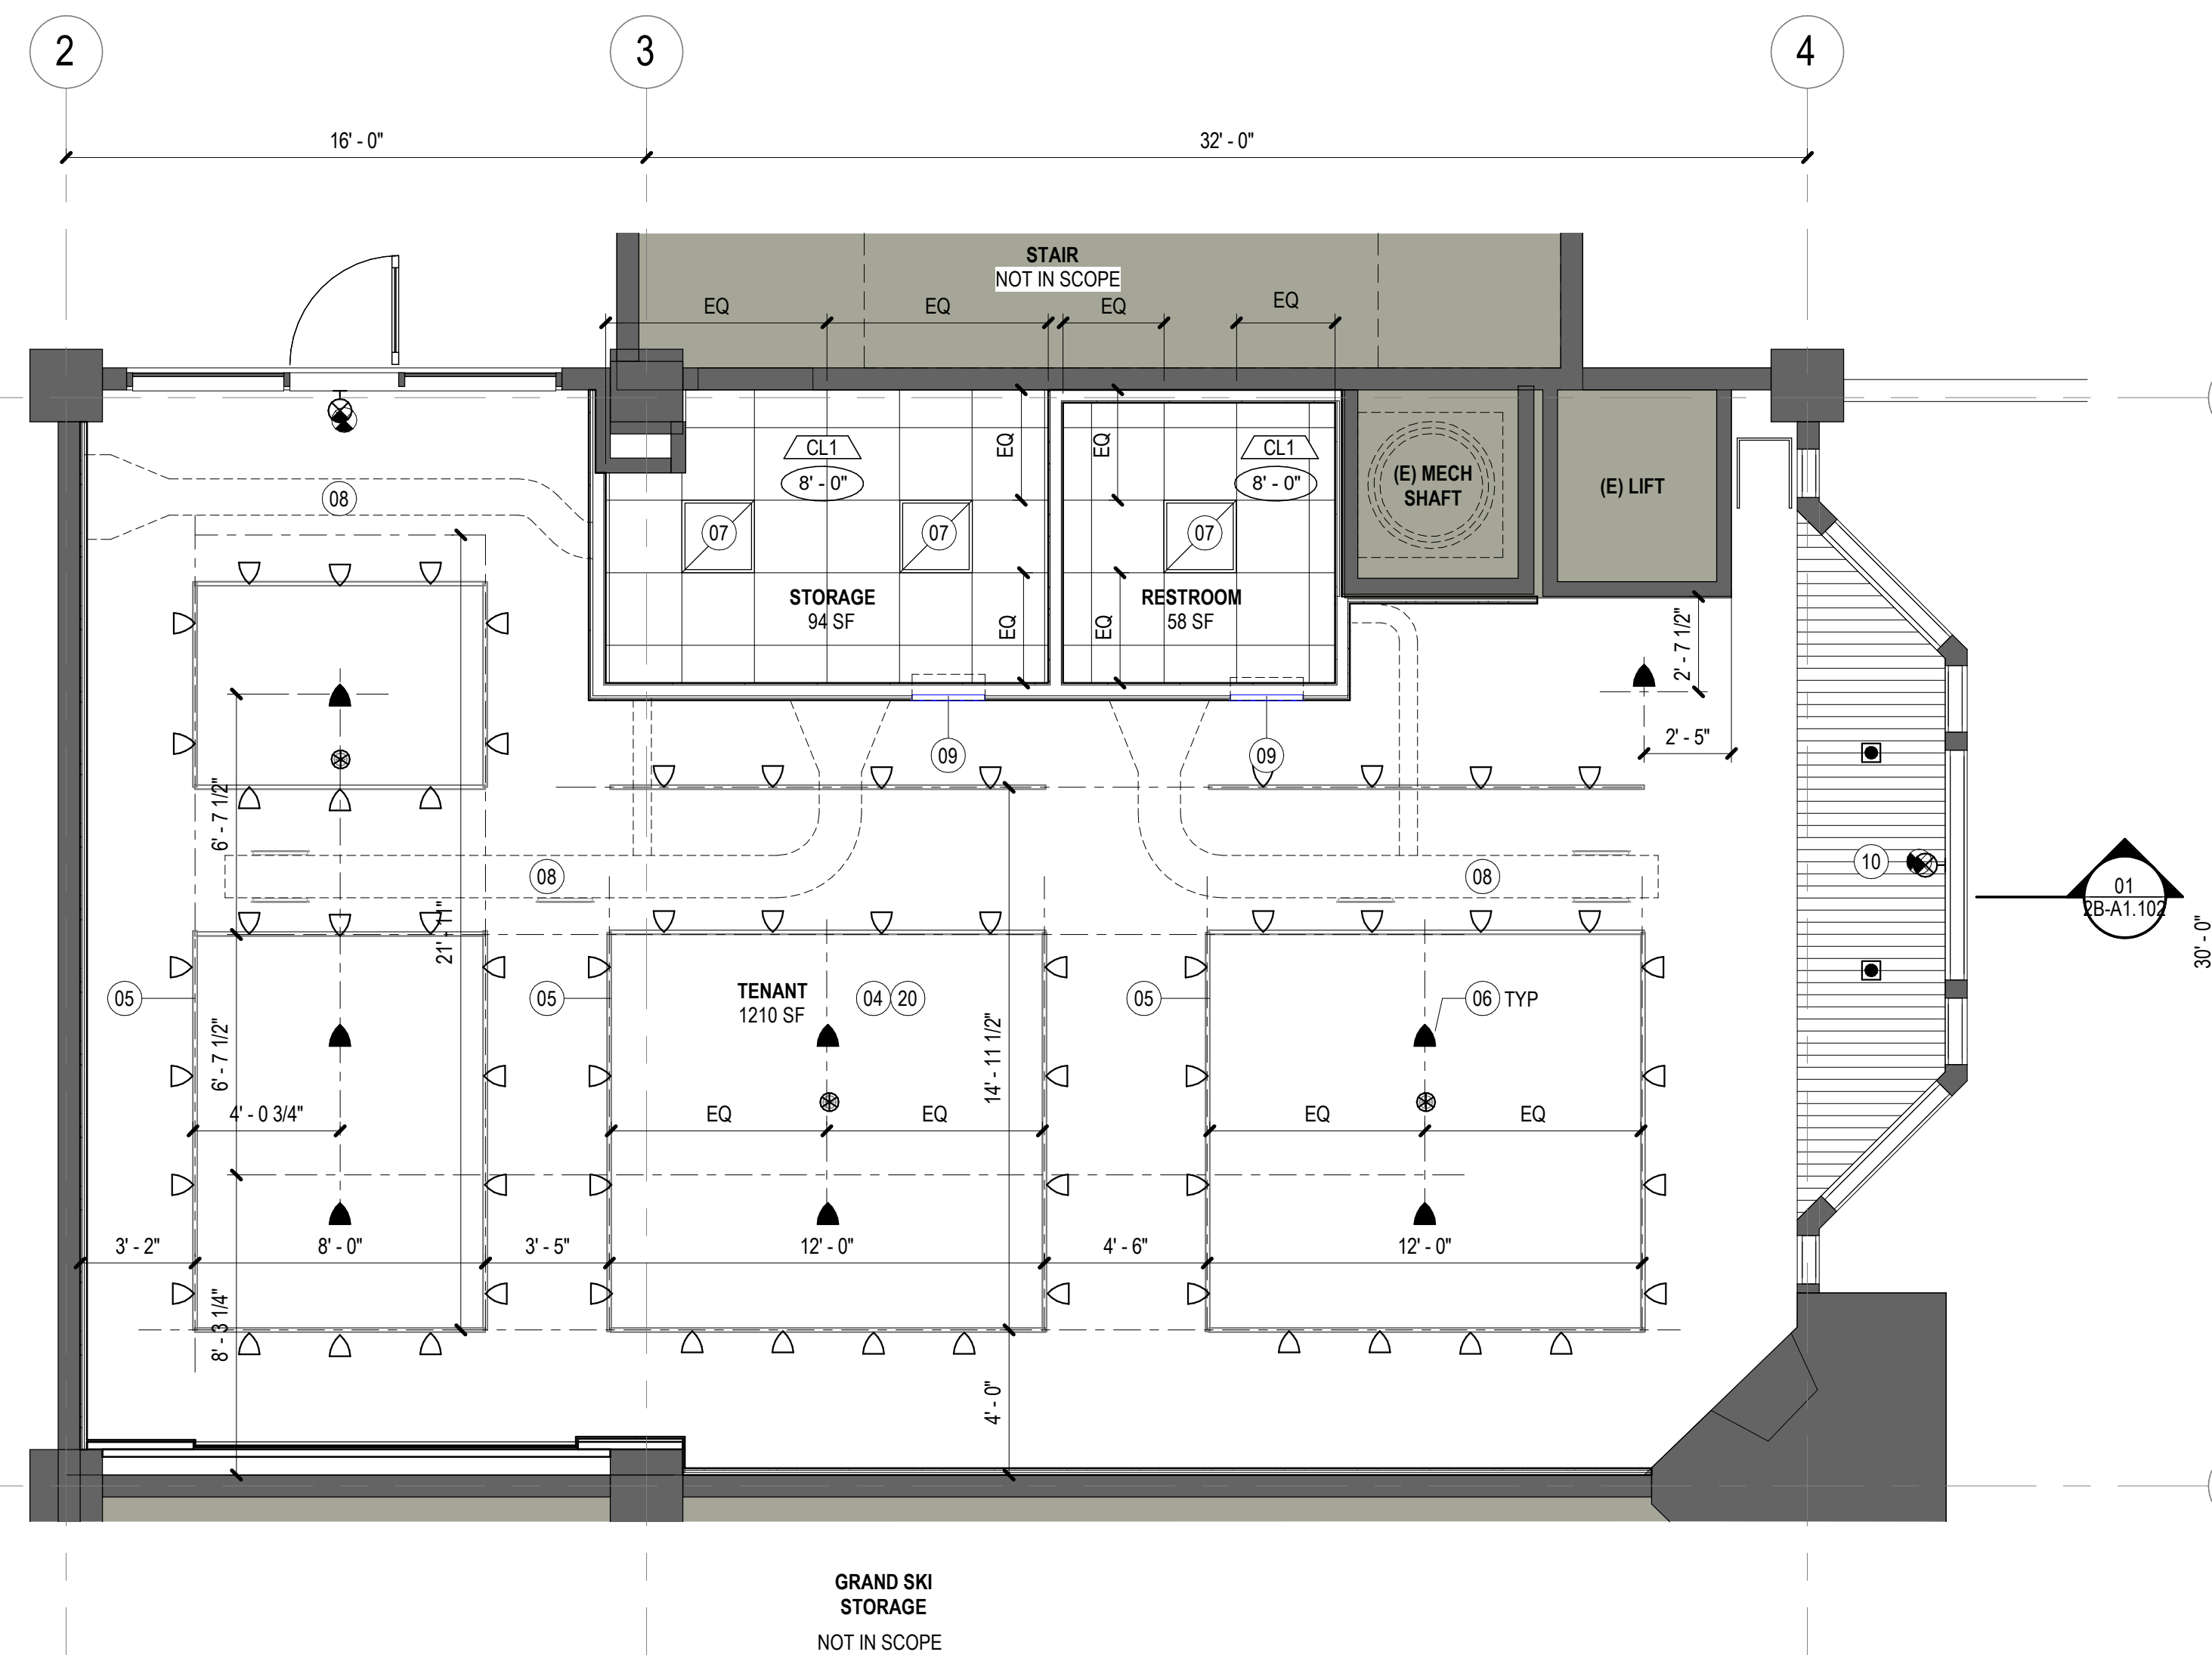 2
3
4
16' - 0"
32' - 0"
STAIR
NOT IN SCOPE
EQ
EQ
EQ
EQ
CL1
8' - 0"
EQ
EQ
CL1
8' - 0"
(E) MECH
SHAFT
(E) LIFT
08
07
07
07
STORAGE
94 SF
RESTROOM
58 SF
EQ
EQ
2' - 7 1/2"
2' - 5"
09
09
6' - 7 1/2"
08
08
10
01
2B-A1.102
30' - 0"
21' - 11"
05
05
TENANT
1210 SF
04
20
05
06
TYP
6' - 7 1/2"
14' - 11 1/2"
4' - 0 3/4"
EQ
EQ
EQ
EQ
3' - 2"
8' - 0"
3' - 5"
12' - 0"
4' - 6"
12' - 0"
8' - 3 1/4"
4' - 0"
GRAND SKI
STORAGE
NOT IN SCOPE